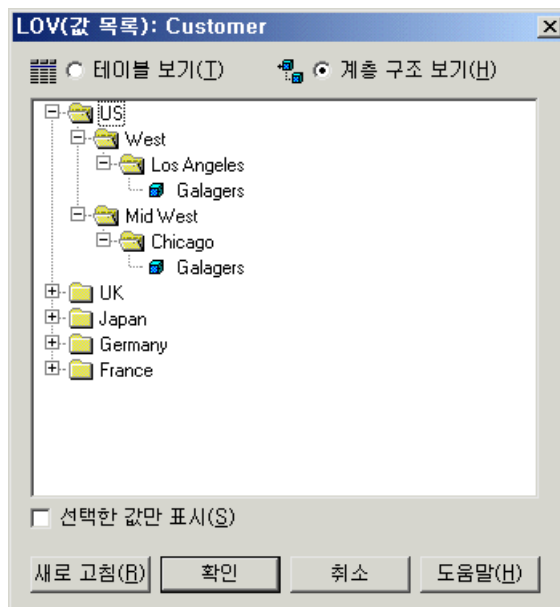 LOV(값 목록): Customer
테이블 보기(T) 계층 구조 보기(H)
US
West
Los Angeles
Galagers
Mid West
Chicago
Galagers
UK
Japan
Germany
France
선택한 값만 표시(S)
새로 고침(R) 확인 취소 도움말(H)